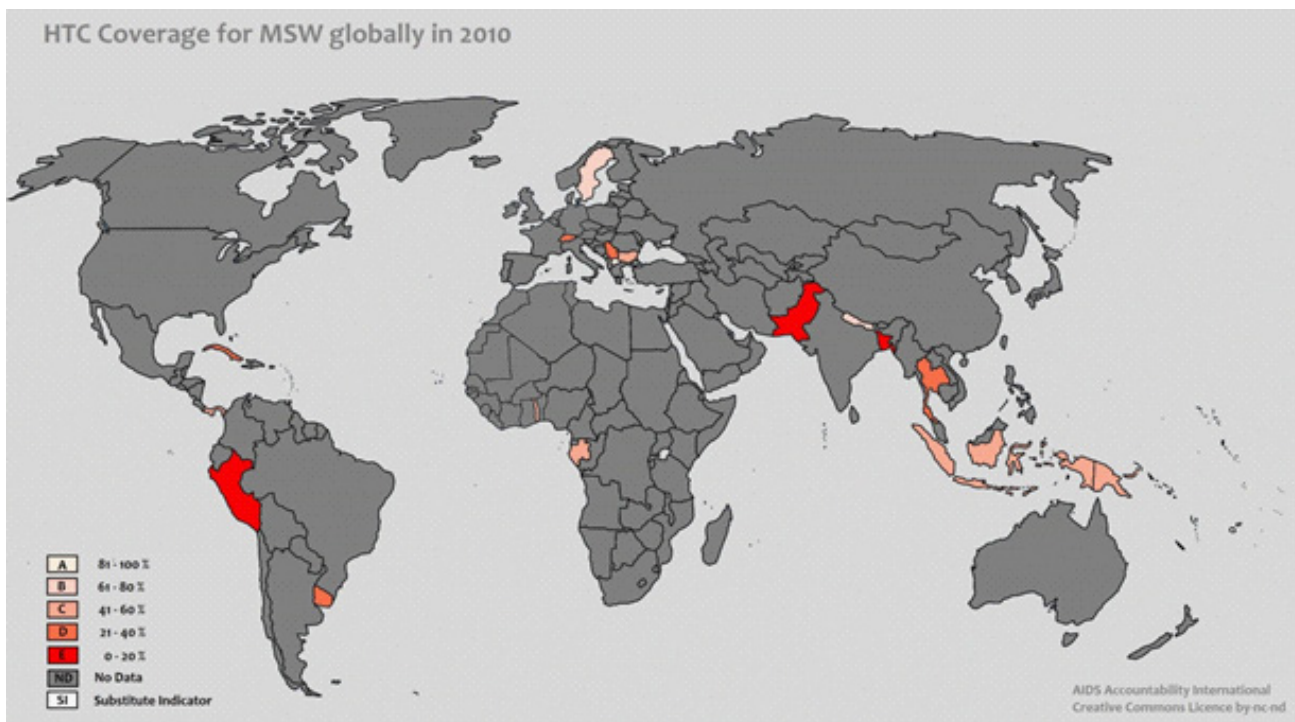 HTC Coverage for MSW globally in 2010
A 81 - 100 %
B 61 - 80 %
C 41 - 60 %
D 21 - 40 %
E 0 - 20 %
ND No Data
SI Substitute Indicator
AIDS Accountability International
Creative Commons Licence by-nc-nd